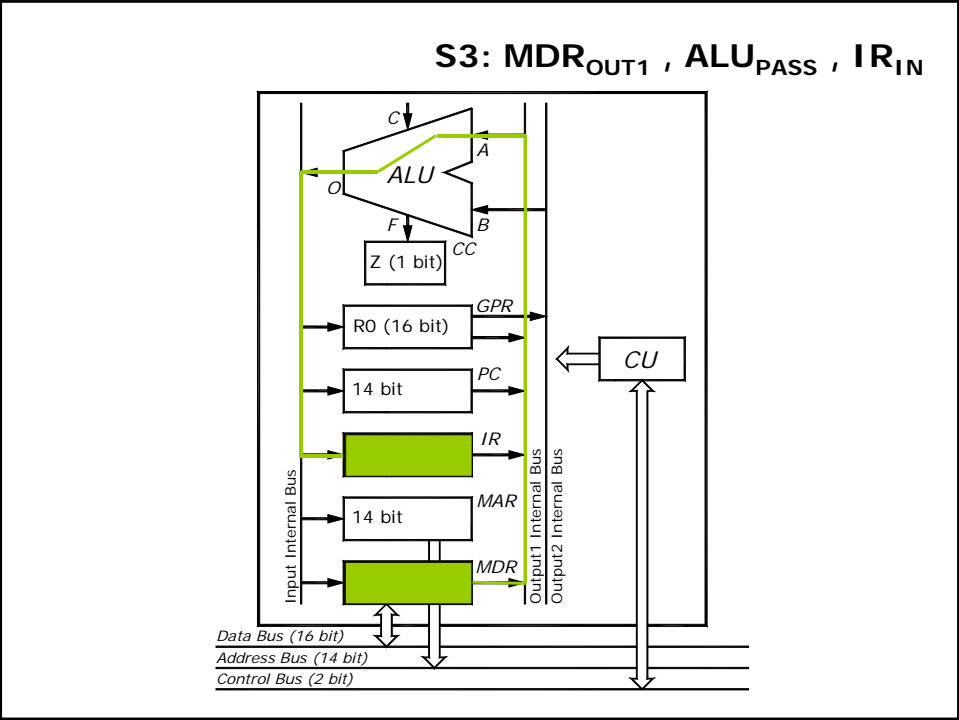 S3: MDROUT1 , ALUPASS , IRIN
C
A
ALU
O
F
B
CC
Z (1 bit)
GPR
R0 (16 bit)
CU
PC
14 bit
IR
MAR
14 bit
MDR
Input Internal Bus
Output1 Internal Bus
Output2 Internal Bus
Data Bus (16 bit)
Address Bus (14 bit)
Control Bus (2 bit)